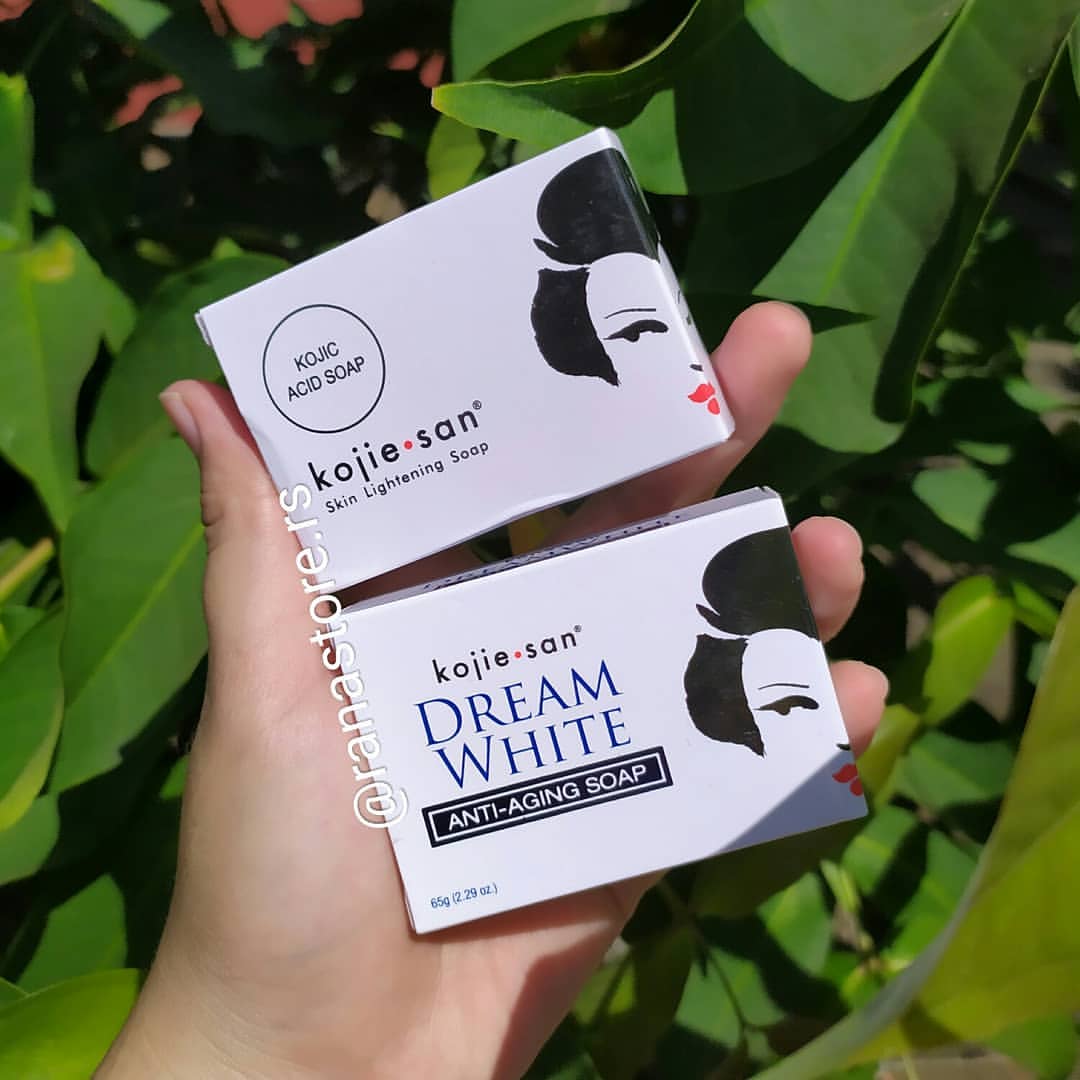 KOJIC
ACID SOAP
kojie•san®
Skin Lightening Soap
@ranastore.rs
kojie•san®
DREAM
WHITE
ANTI-AGING SOAP
65g (2.29 oz.)